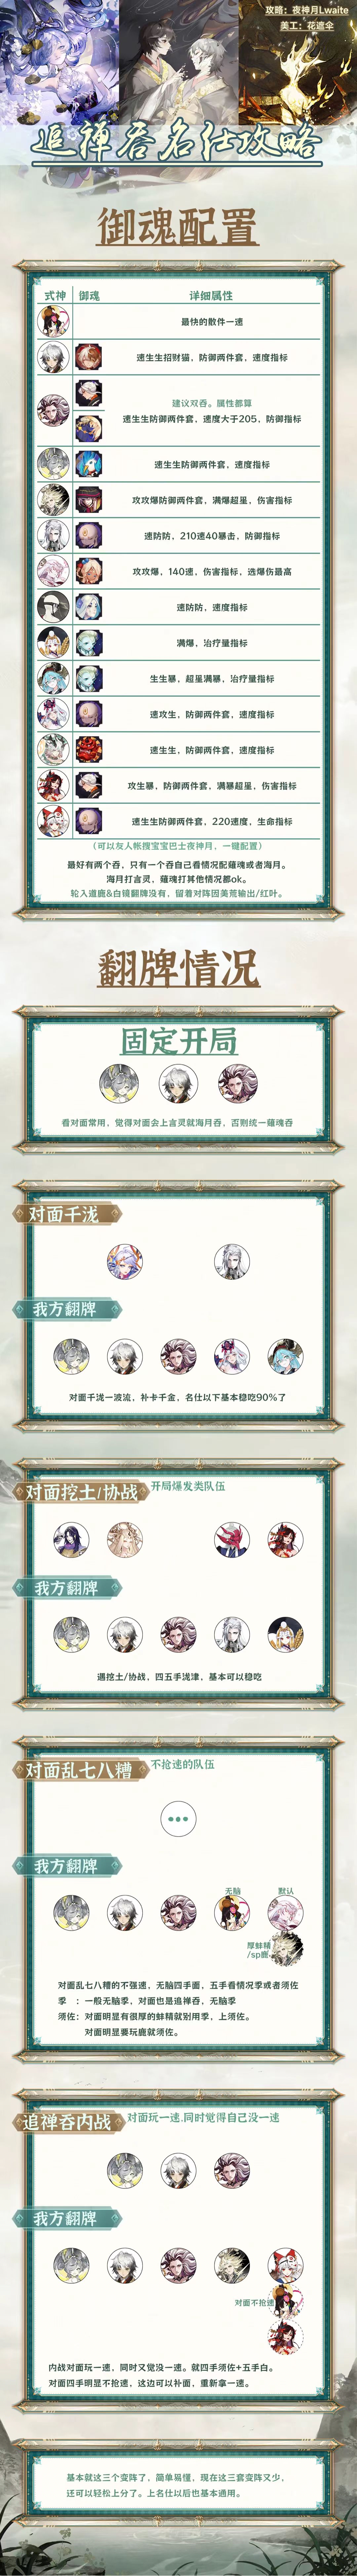 攻略：夜神月Lwaite
美工：花遮伞
追禅吞名仕攻略
御魂配置
式神 御魂 详细属性
最快的散件一速
速生生招财猫，防御两件套，速度指标
建议双吞。属性都算
速生生防御两件套，速度大于205，防御指标
速生生防御两件套，速度指标
攻攻爆防御两件套，满爆超星，伤害指标
速防防，210速40暴击，防御指标
攻攻爆，140速，伤害指标，选爆伤最高
速防防，速度指标
满爆，治疗量指标
生生暴，超星满暴，治疗量指标
速攻生，防御两件套，速度指标
速生生，防御两件套，速度指标
攻生暴，防御两件套，满暴超星，伤害指标
速生生防御两件套，220速度，生命指标
（可以友人帐搜宝宝巴士夜神月，一键配置）
最好有两个吞，只有一个吞自己看情况配薙魂或者海月。
海月打言灵，薙魂打其他情况都ok。
轮入道鹿&白镜翻牌没有，留着对阵因美荒输出/红叶。
翻牌情况
固定开局
看对面常用，觉得对面会上言灵就海月吞，否则统一薙魂吞
对面千泷
我方翻牌
对面千泷一波流，补卡千金，名仕以下基本稳吃90%了
对面挖土/协战
开局爆发类队伍
我方翻牌
遇挖土/协战，四五手泷津，基本可以稳吃
对面乱七八糟
不抢速的队伍
我方翻牌
无脑
默认
厚蚌精
/sp鹿
对面乱七八糟的不强速，无脑四手面，五手看情况季或者须佐
季 ：一般无脑季，对面也是追禅吞，无脑季
须佐：对面明显有很厚的蚌精就别用季，上须佐。
对面明显要玩鹿就须佐。
追禅吞内战
对面玩一速.同时觉得自己没一速
我方翻牌
对面不抢速
内战对面玩一速，同时又觉没一速。就四手须佐+五手白。
对面四手明显不抢速，这边可以补面，重新拿一速。
基本就这三个变阵了，简单易懂，现在这三套变阵又少，
还可以轻松上分了。上名仕以后也基本通用。